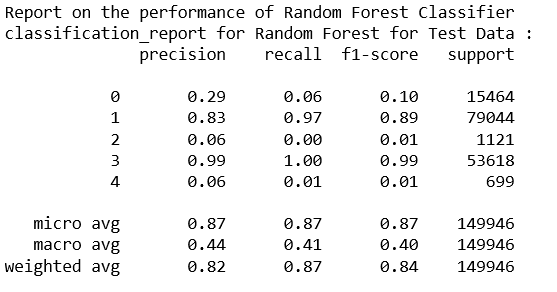 Report on the performance of Random Forest Classifier
classification_report for Random Forest for Test Data :
precision recall f1-score support
0 0.29 0.06 0.10 15464
1 0.83 0.97 0.89 79044
2 0.06 0.00 0.01 1121
3 0.99 1.00 0.99 53618
4 0.06 0.01 0.01 699
micro avg 0.87 0.87 0.87 149946
macro avg 0.44 0.41 0.40 149946
weighted avg 0.82 0.87 0.84 149946